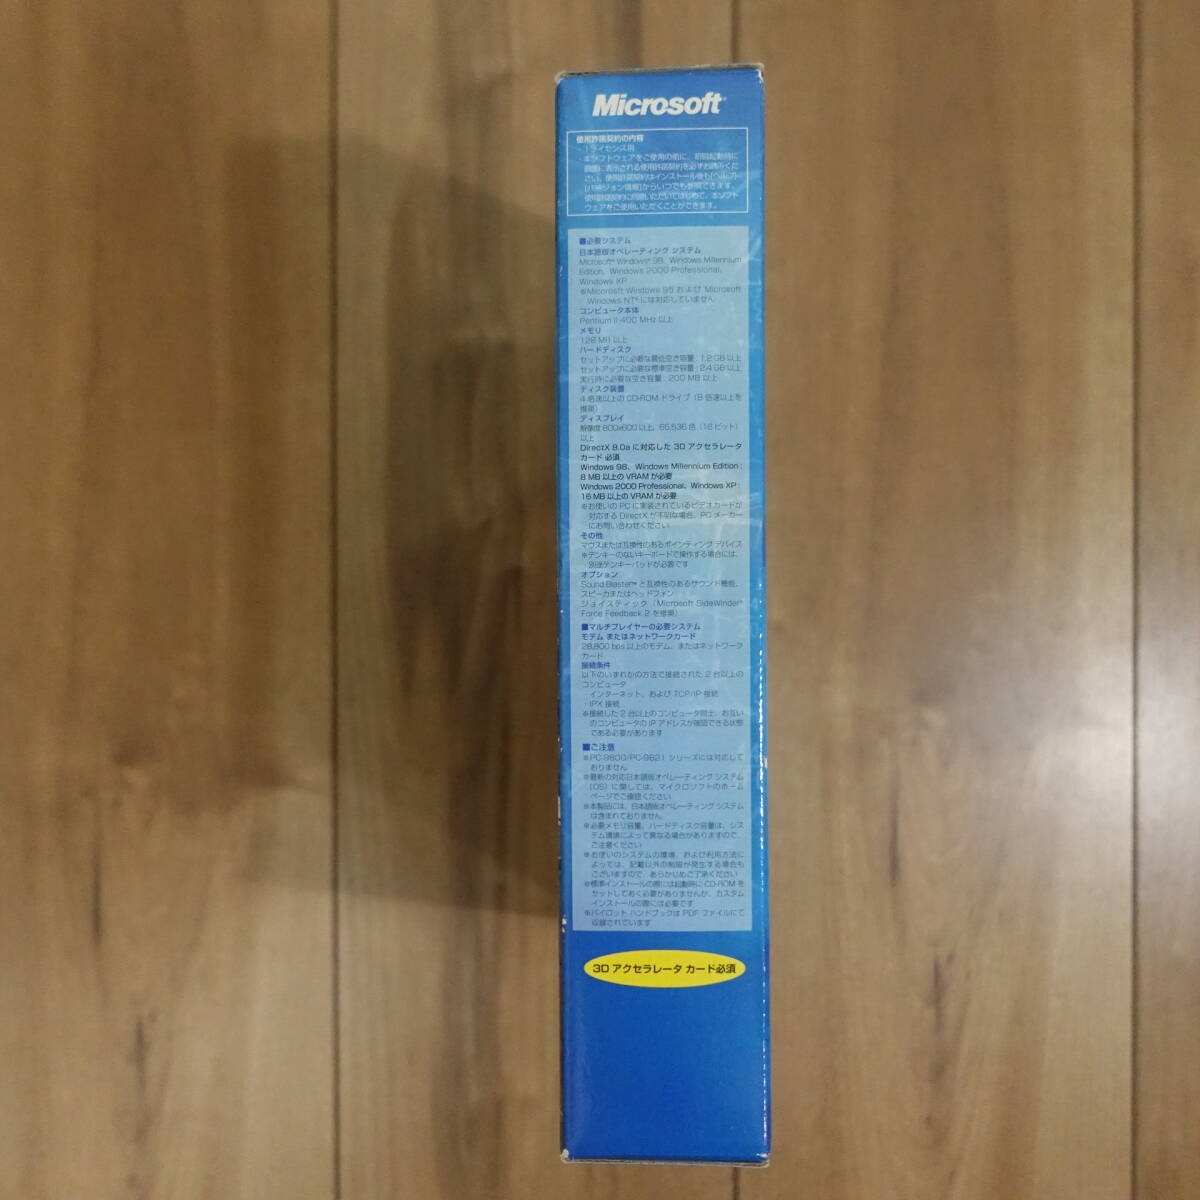 Microsoft
使用許諾契約の内容
・1ライセンス用
本ソフトウェアをご使用の前に、初回起動時に
画面に表示される使用許諾契約を必ずお読みくだ
さい。使用許諾契約はインストール後も[ヘルプ]-
[バージョン情報]からいつでも参照できます。
使用許諾契約に同意いただいてはじめて、本ソフト
ウェアをご使用いただくことができます。
■必要システム
日本語版オペレーティング システム
Microsoft® Windows® 98、Windows Millennium
Edition、Windows 2000 Professional、
Windows XP
※Microsoft Windows 95 および Microsoft
Windows NT® には対応していません
コンピュータ本体
Pentium II 400 MHz 以上
メモリ
128 MB 以上
ハードディスク
セットアップに必要な最低空き容量 : 1.2 GB 以上
セットアップに必要な標準空き容量 : 2.4 GB 以上
実行時に必要な空き容量 : 200 MB 以上
ディスク装置
4 倍速以上の CD-ROM ドライブ (8 倍速以上を
推奨)
ディスプレイ
解像度 800x600 以上、65,536 色 (16 ビット)
以上
DirectX 8.0a に対応した 3D アクセラレータ
カード 必須
Windows 98、Windows Millennium Edition :
8 MB 以上の VRAM が必要
Windows 2000 Professional、Windows XP :
16 MB 以上の VRAM が必要
※お使いの PC に実装されているビデオカードが
対応する DirectX が不明な場合、PC メーカー
にお問い合わせください
その他
マウスまたは互換性のあるポインティング デバイス
※テンキーのないキーボードで操作する場合には、
別途テンキーパッドが必要です
オプション
Sound Blaster™ と互換性のあるサウンド機能、
スピーカまたはヘッドフォン
ジョイスティック (Microsoft SideWinder®
Force Feedback 2 を推奨)
■マルチプレイヤーの必要システム
モデム またはネットワークカード
28,800 bps 以上のモデム、またはネットワーク
カード
接続条件
以下のいずれかの方法で接続された 2 台以上の
コンピュータ
・インターネット、および TCP/IP 接続
・IPX 接続
※接続した 2 台以上のコンピュータ同士、お互い
のコンピュータの IP アドレスが確認できる状態
である必要があります
■ご注意
※PC-9800/PC-9821 シリーズには対応して
おりません
※最新の対応日本語版オペレーティング システム
(OS) に関しては、マイクロソフトのホーム
ページでご確認ください
※本製品には、日本語版オペレーティング システム
は含まれておりません
※必要メモリ容量、ハードディスク容量は、シス
テム環境によって異なる場合がありますので、
ご注意ください
※お使いのシステムの環境、および利用方法に
よっては、記載以外の制限が発生する場合も
ございますので、あらかじめご了承ください
※標準インストールの際には起動時に CD-ROM を
セットしておく必要がありませんが、カスタム
インストールの際には必要です
※パイロット ハンドブックは PDF ファイルにて
収録されています
3D アクセラレータ カード必須